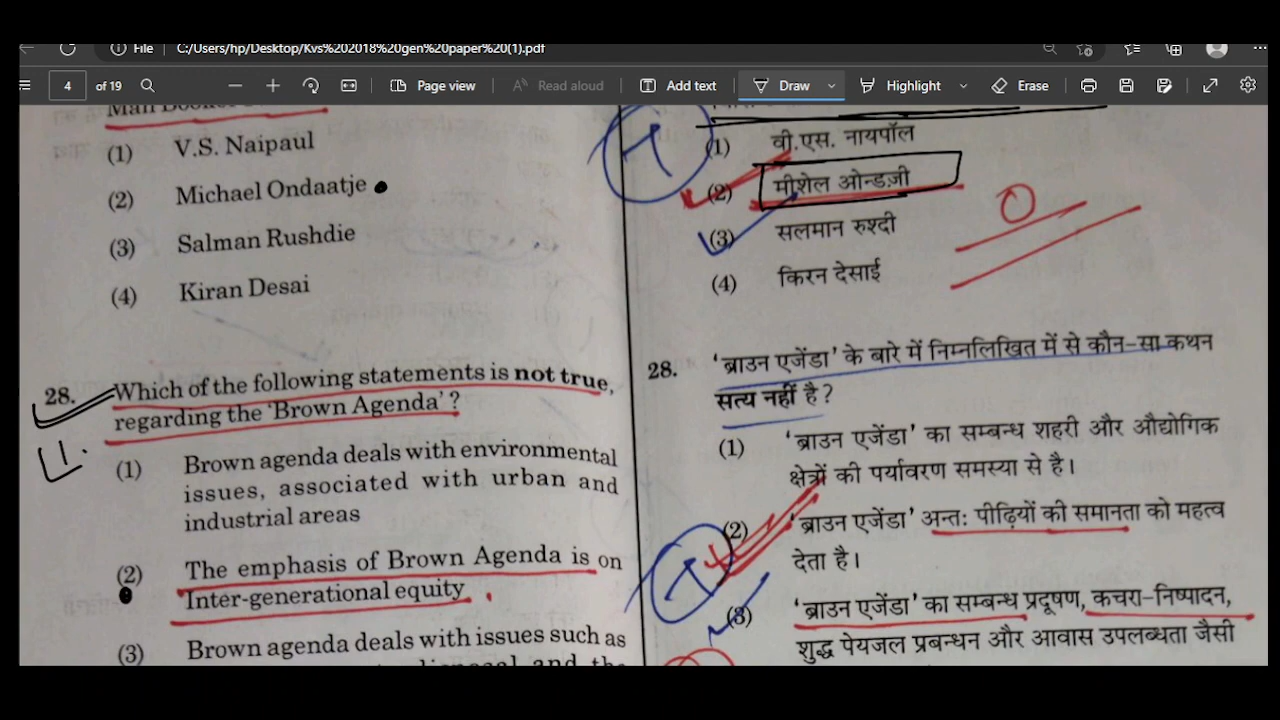 File
C:/Users/hp/Desktop/Kvs%202018%20gen%20paper%20(1).pdf
4 of 19
Page view
Read aloud
Add text
Draw
Highlight
Erase
(1) V.S. Naipaul
(2) Michael Ondaatje
(3) Salman Rushdie
(4) Kiran Desai
28. Which of the following statements is not true,
regarding the 'Brown Agenda'?
(1) Brown agenda deals with environmental
issues, associated with urban and
industrial areas
(2) The emphasis of Brown Agenda is on
Inter-generational equity
(3) Brown agenda deals with issues such as
and the
(1) वी.एस. नायपॉल
(2) मीशेल ओन्डज़ी
(3) सलमान रुश्दी
(4) किरन देसाई
28. 'ब्राउन एजेंडा' के बारे में निम्नलिखित में से कौन-सा कथन
सत्य नहीं है?
(1) 'ब्राउन एजेंडा' का सम्बन्ध शहरी और औद्योगिक
क्षेत्रों की पर्यावरण समस्या से है।
(2) 'ब्राउन एजेंडा' अन्तः पीढ़ियों की समानता को महत्व
देता है।
(3) 'ब्राउन एजेंडा' का सम्बन्ध प्रदूषण, कचरा-निष्पादन,
शुद्ध पेयजल प्रबन्धन और आवास उपलब्धता जैसी